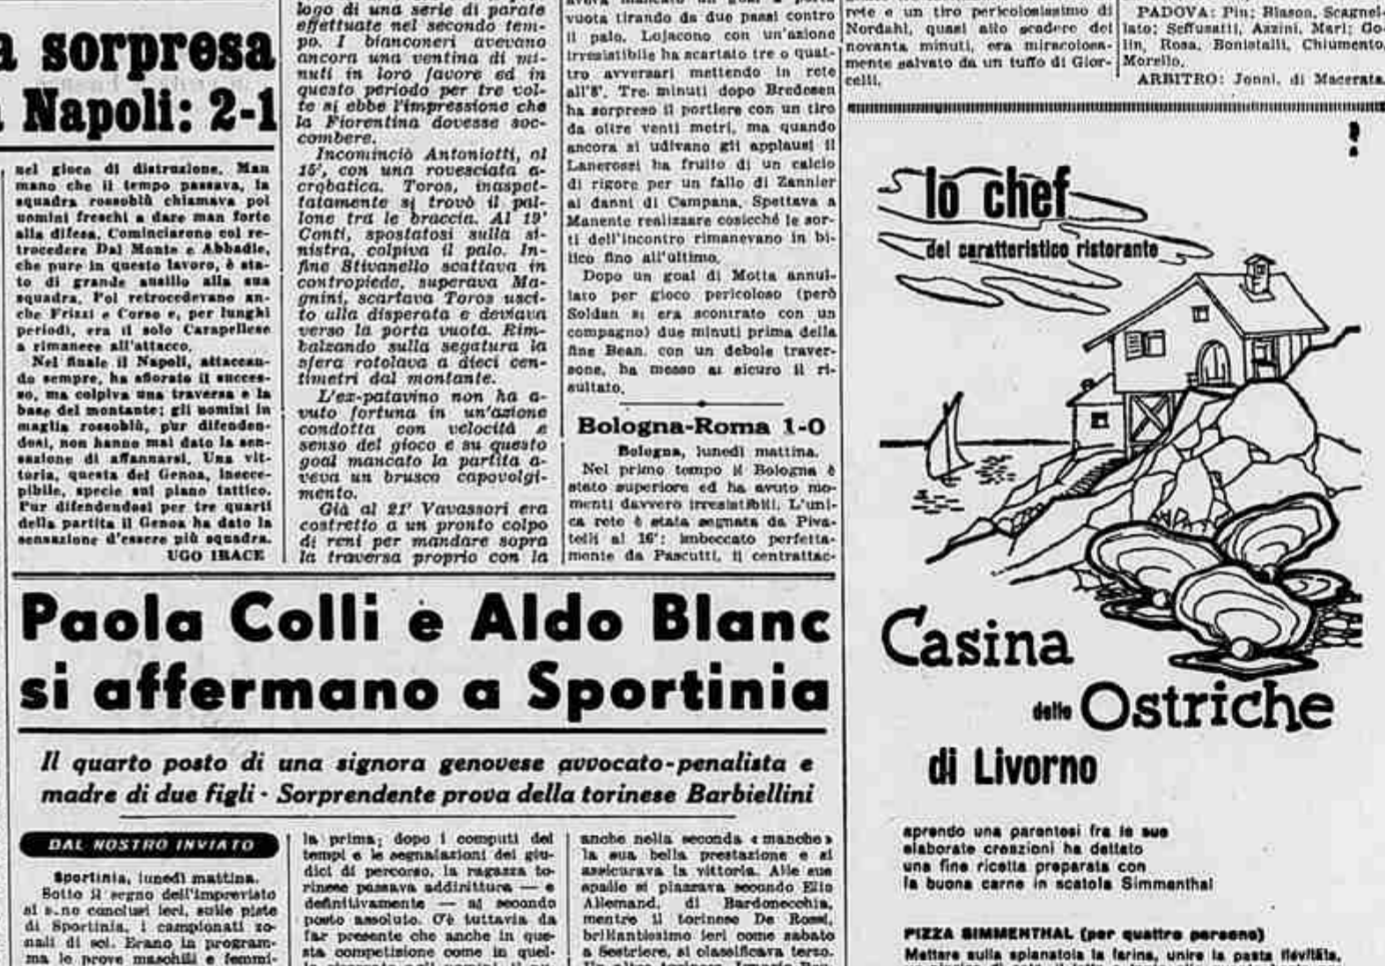 a sorpresa
Napoli: 2-1
nel gioco di distruzione. Man
mano che il tempo passava, la
squadra rossoblù chiamava poi
uomini freschi a dare man forte
alla difesa. Cominciarono col re-
trocedere Dal Monte e Abbadie,
che pure in questo lavoro, è sta-
to di grande ausilio alla sua
squadra. Poi retrocedevano an-
che Frizzi e Corso e, per lunghi
periodi, era il solo Carapellese
a rimanere all'attacco.
Nel finale il Napoli, attaccan-
do sempre, ha sfiorato il succes-
so, ma colpiva una traversa e la
base del montante; gli uomini in
maglia rossoblù, pur difenden-
dosi, non hanno mai dato la sen-
sazione di affannarsi. Una vit-
toria, questa del Genoa, inecce-
pibile, specie sul piano tattico.
Pur difendendosi per tre quarti
della partita il Genoa ha dato la
sensazione d'essere più squadra.
UGO IRACE
logo di una serie di parate
effettuate nel secondo tem-
po. I bianconeri avevano
ancora una ventina di mi-
nuti in loro favore ed in
questo periodo per tre vol-
te si ebbe l'impressione che
la Fiorentina dovesse soc-
combere.
Incominciò Antoniotti, al
15', con una rovesciata a-
crobatica. Toros, inaspet-
tatamente si trovò il pal-
lone tra le braccia. Al 19'
Conti, spostatosi sulla si-
nistra, colpiva il palo. In-
fine Stivanello scattava in
contropiede, superava Ma-
gnini, scartava Toros usci-
to alla disperata e deviava
verso la porta vuota. Rim-
balzando sulla segatura la
sfera rotolava a dieci cen-
timetri dal montante.
L'ex-patavino non ha a-
vuto fortuna in un'azione
condotta con velocità e
senso del gioco e su questo
goal mancato la partita a-
veva un brusco capovolgi-
mento.
Già al 21' Vavassori era
costretto a un pronto colpo
di reni per mandare sopra
la traversa proprio con la
vuota tirando da due passi contro
il palo. Lojacono con un'azione
irresistibile ha scartato tre o quat-
tro avversari mettendo in rete
all'8'. Tre minuti dopo Bredesen
ha sorpreso il portiere con un tiro
da oltre venti metri, ma quando
ancora si udivano gli applausi il
Lanerossi ha fruito di un calcio
di rigore per un fallo di Zannier
ai danni di Campana. Spettava a
Manente realizzare cosicché le sor-
ti dell'incontro rimanevano in bi-
lico fino all'ultimo.
Dopo un goal di Motta annul-
lato per gioco pericoloso (però
Soldan si era scontrato con un
compagno) due minuti prima della
fine Bean, con un debole traver-
sone, ha messo al sicuro il ri-
sultato.
Bologna-Roma 1-0
Bologna, lunedì mattina.
Nel primo tempo il Bologna è
stato superiore ed ha avuto mo-
menti davvero irresistibili. L'uni-
ca rete è stata segnata da Piva-
telli al 16': imbeccato perfetta-
mente da Pascutti, il centrattac-
rete e un tiro pericolosissimo di
Nordahl, quasi allo scadere dei
novanta minuti, era miracolosa-
mente salvato da un tuffo di Gior-
celli.
PADOVA: Pin; Blason, Scagnel-
lato; Seffusatti, Azzini, Mari; Go-
lin, Rosa, Bonistalli, Chiumento,
Morello.
ARBITRO: Jonni, di Macerata.
Paola Colli e Aldo Blanc
si affermano a Sportinia
Il quarto posto di una signora genovese avvocato-penalista e
madre di due figli - Sorprendente prova della torinese Barbiellini
DAL NOSTRO INVIATO
Sportinia, lunedì mattina.
Sotto il segno dell'imprevisto
si sono conclusi ieri, sulle piste
di Sportinia, i campionati zo-
nali di sci. Erano in program-
ma le prove maschili e femmi-
la prima; dopo i computi dei
tempi e le segnalazioni dei giu-
dici di percorso, la ragazza to-
rinese passava addirittura — e
definitivamente — al secondo
posto assoluto. C'è tuttavia da
far presente che anche in que-
sta competizione come in quel-
anche nella seconda « manche »
la sua bella prestazione e si
assicurava la vittoria. Alle sue
spalle si piazzava secondo Elio
Allemand, di Bardonecchia,
mentre il torinese De Rossi,
brillantissimo ieri come sabato
a Sestriere, si classificava terzo.
lo chef
del caratteristico ristorante
Casina
delle Ostriche
di Livorno
aprendo una parentesi fra le sue
elaborate creazioni ha dettato
una fine ricetta preparata con
la buona carne in scatola Simmenthal
PIZZA SIMMENTHAL (per quattro persone)
Mettere sulla spianatoia la farina, unire la pasta lievitata,